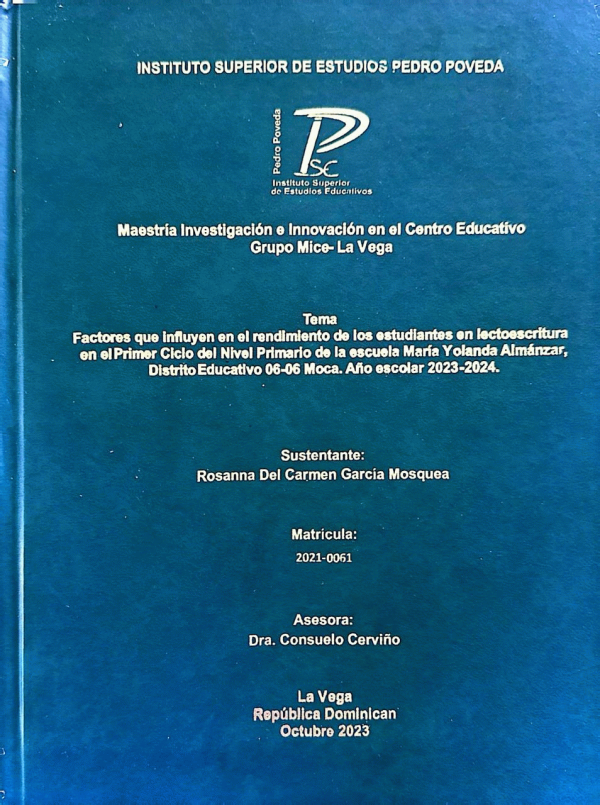 INSTITUTO SUPERIOR DE ESTUDIOS PEDRO POVEDA
Pedro Poveda
PSC
Instituto Superior
de Estudios Educativos
Maestría Investigación e Innovación en el Centro Educativo
Grupo Mice- La Vega
Tema
Factores que influyen en el rendimiento de los estudiantes en lectoescritura
en el Primer Ciclo del Nivel Primario de la escuela María Yolanda Almánzar,
Distrito Educativo 06-06 Moca. Año escolar 2023-2024.
Sustentante:
Rosanna Del Carmen García Mosquea
Matricula:
2021-0061
Asesora:
Dra. Consuelo Cerviño
La Vega
República Dominican
Octubre 2023